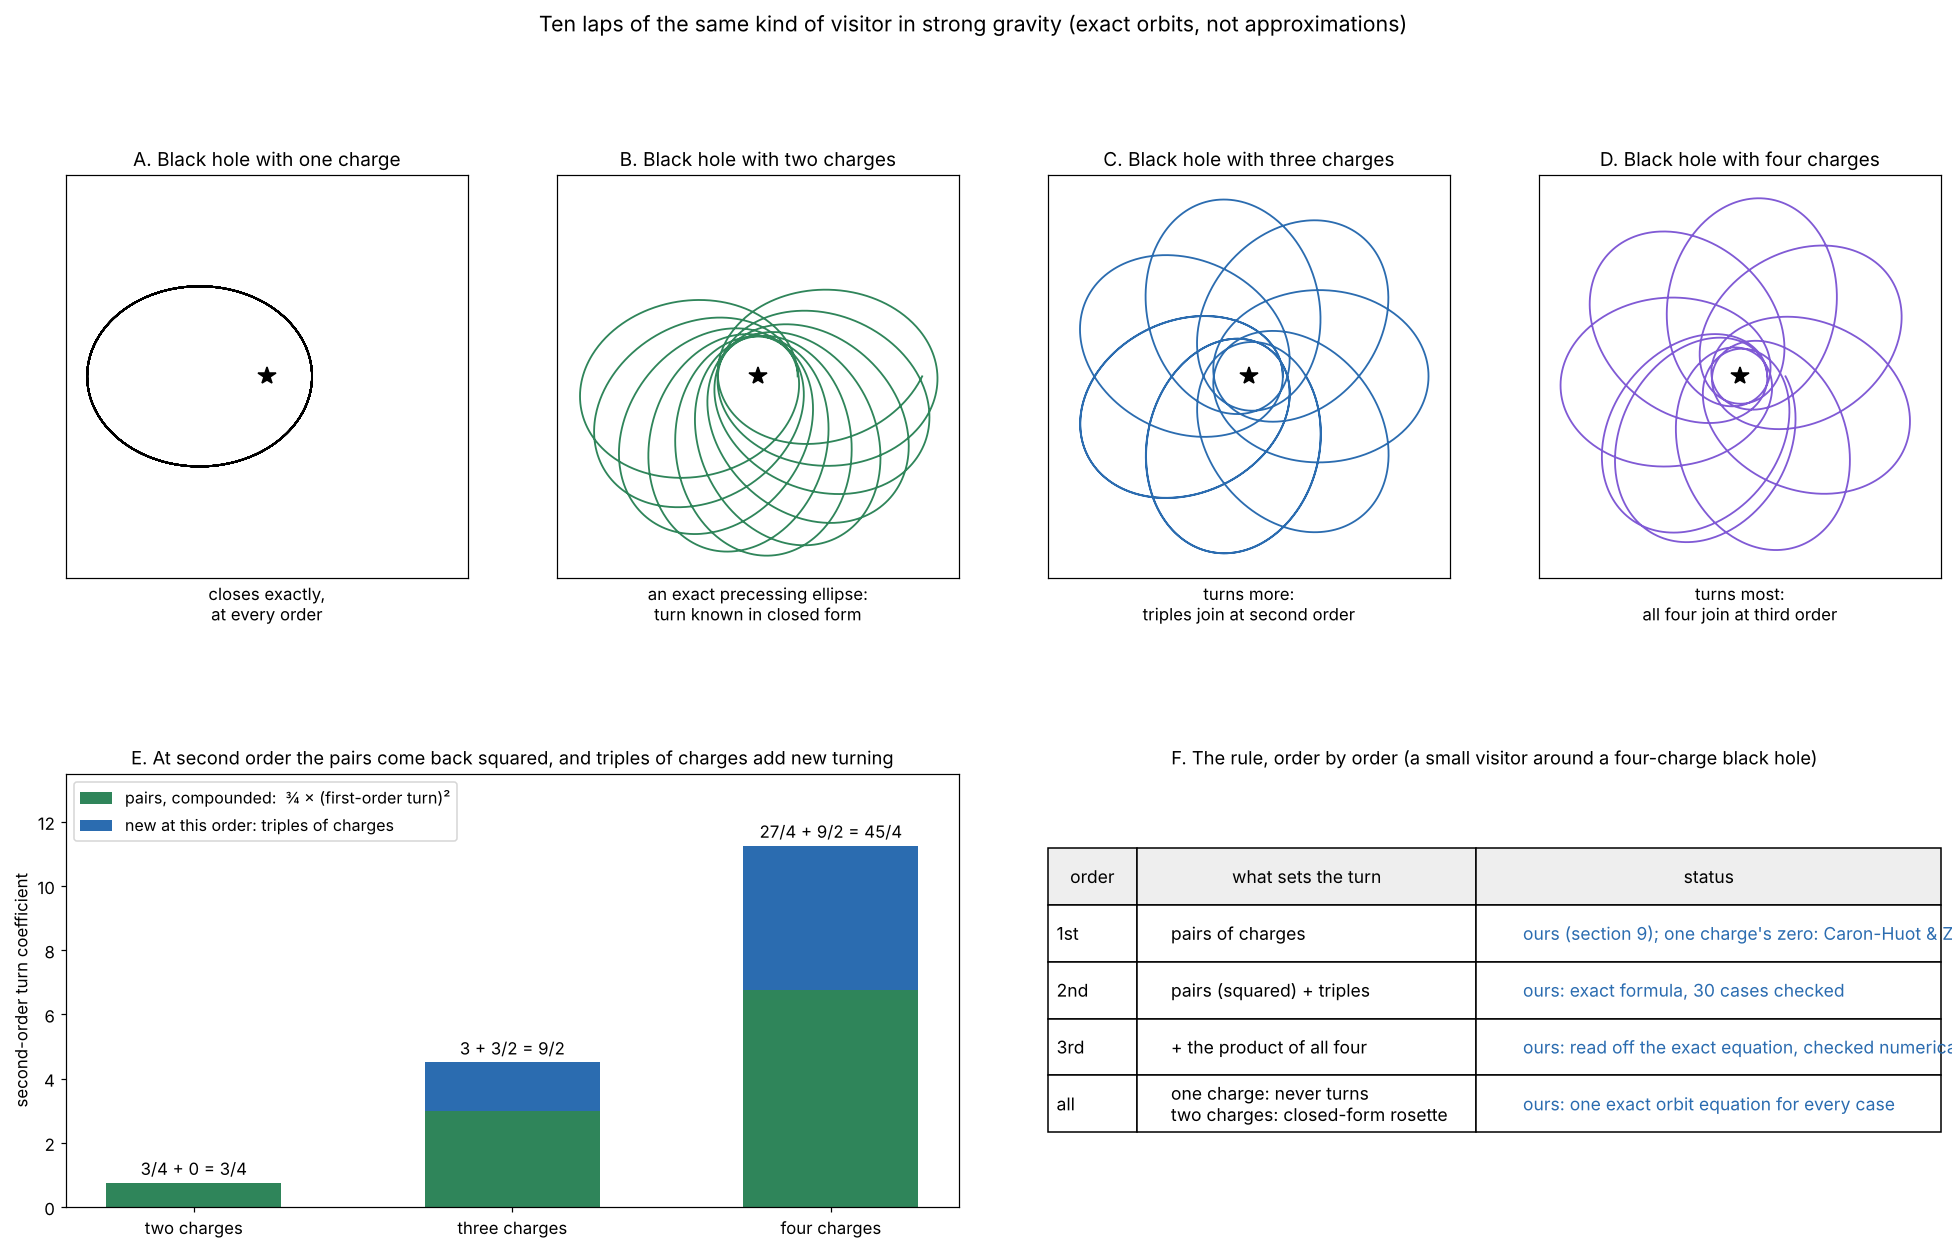 Ten laps of the same kind of visitor in strong gravity (exact orbits, not approximations)
A. Black hole with one charge
B. Black hole with two charges
C. Black hole with three charges
D. Black hole with four charges
closes exactly,
at every order
an exact precessing ellipse:
turn known in closed form
turns more:
triples join at second order
turns most:
all four join at third order
E. At second order the pairs come back squared, and triples of charges add new turning
pairs, compounded: ¾ × (first-order turn)²
new at this order: triples of charges
second-order turn coefficient
12
10
8
6
4
2
0
3/4 + 0 = 3/4
3 + 3/2 = 9/2
27/4 + 9/2 = 45/4
two charges
three charges
four charges
F. The rule, order by order (a small visitor around a four-charge black hole)
order
what sets the turn
status
1st
pairs of charges
ours (section 9); one charge's zero: Caron-Huot &
2nd
pairs (squared) + triples
ours: exact formula, 30 cases checked
3rd
+ the product of all four
ours: read off the exact equation, checked
all
one charge: never turns
two charges: closed-form rosette
ours: one exact orbit equation for every case